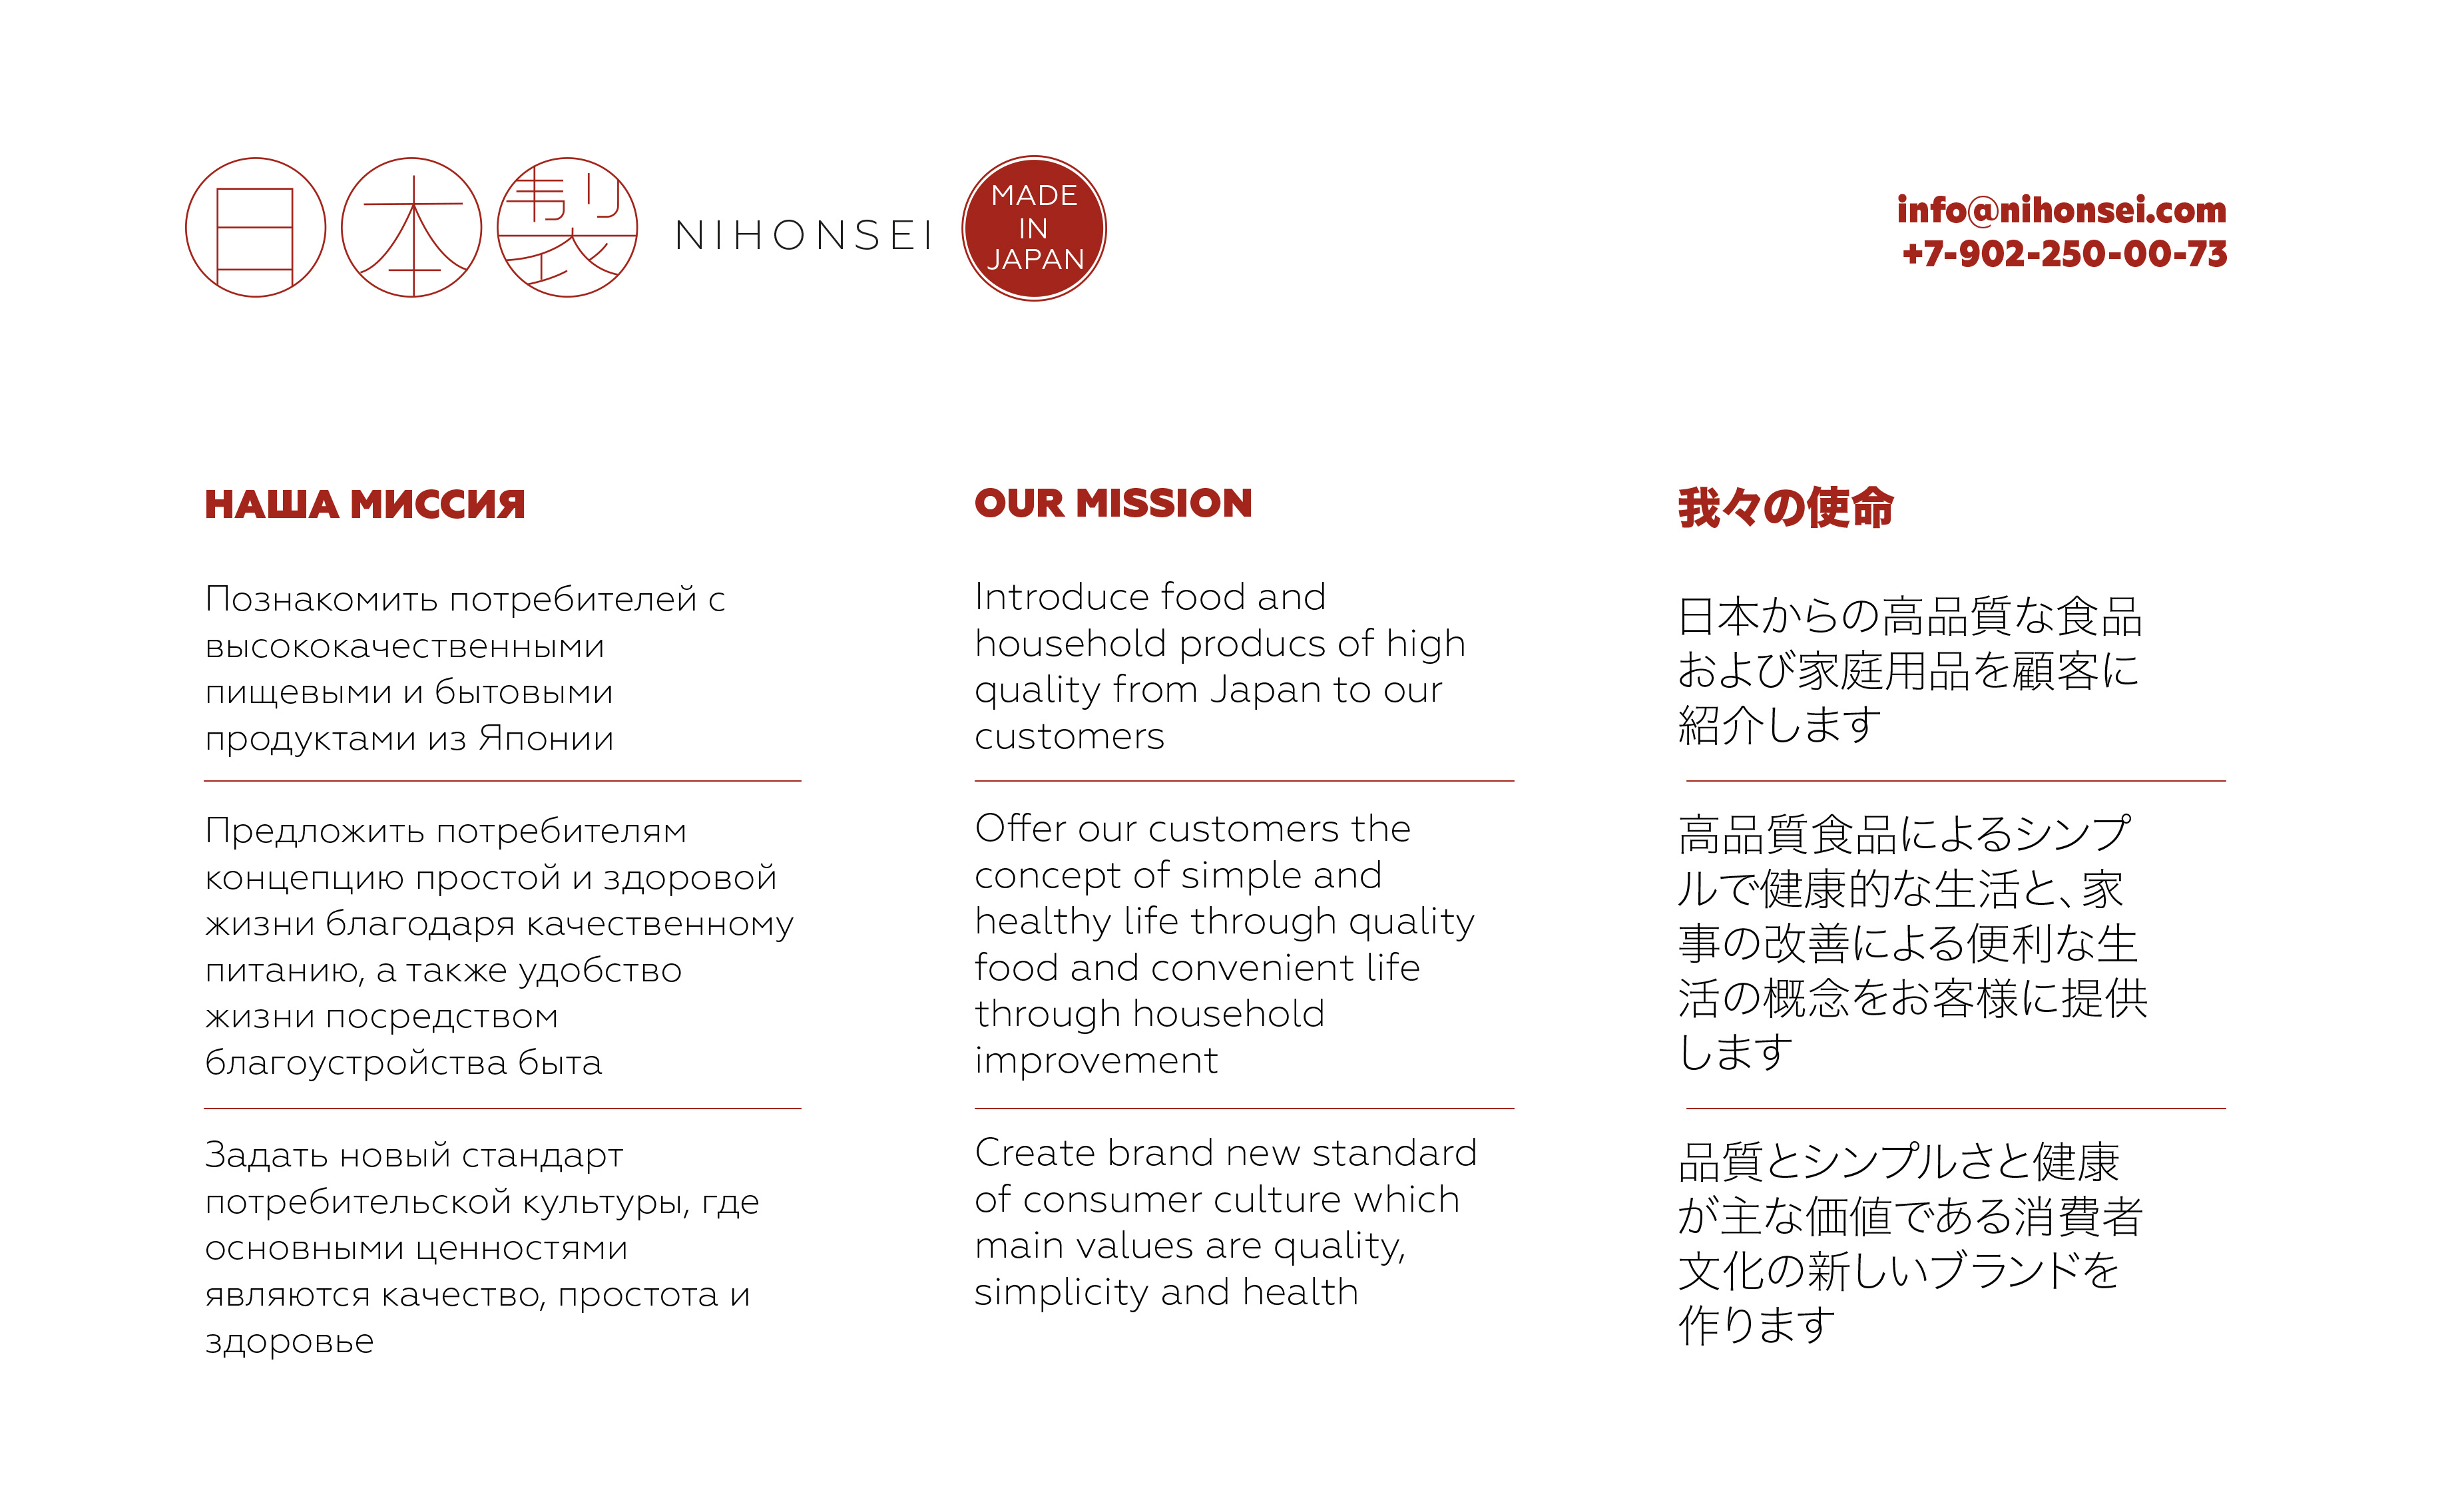 日本製
NIHONSEI
MADE
IN
JAPAN
info@nihonsei.com
+7-902-250-00-73
НАША МИССИЯ
Познакомить потребителей с
высококачественными
пищевыми и бытовыми
продуктами из Японии
Предложить потребителям
концепцию простой и здоровой
жизни благодаря качественному
питанию, а также удобство
жизни посредством
благоустройства быта
Задать новый стандарт
потребительской культуры, где
основными ценностями
являются качество, простота и
здоровье
OUR MISSION
Introduce food and
household producs of high
quality from Japan to our
customers
Offer our customers the
concept of simple and
healthy life through quality
food and convenient life
through household
improvement
Create brand new standard
of consumer culture which
main values are quality,
simplicity and health
我々の使命
日本からの高品質な食品
および家庭用品を顧客に
紹介します
高品質食品によるシンプ
ルで健康的な生活と、家
事の改善による便利な生
活の概念をお客様に提供
します
品質とシンプルさと健康
が主な価値である消費者
文化の新しいブランドを
作ります